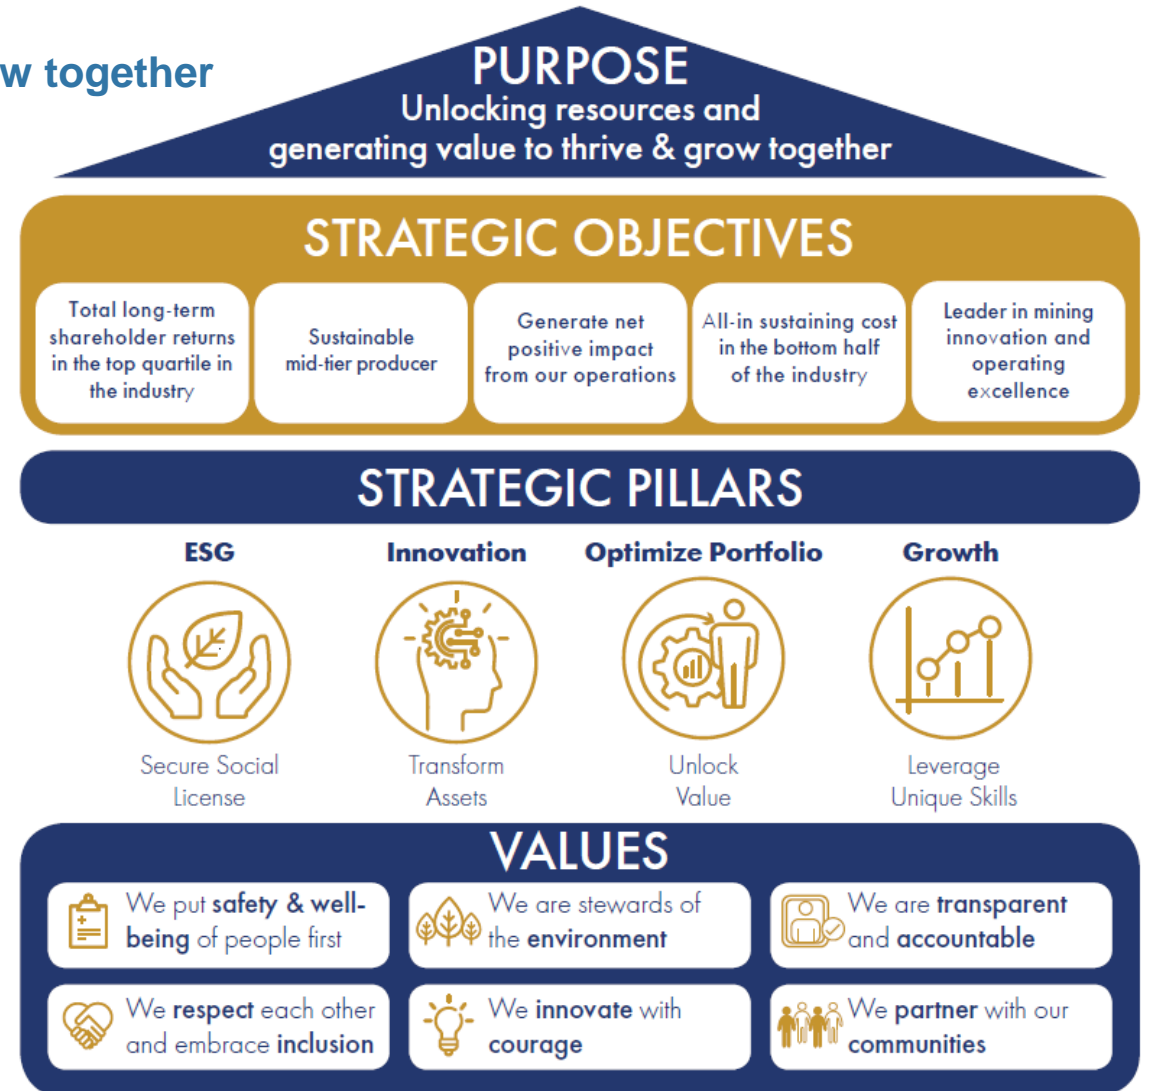 w together
PURPOSE
Unlocking resources and
generating value to thrive & grow together
STRATEGIC OBJECTIVES
Total long-term
shareholder returns
in the top quartile in
the industry
Sustainable
mid-tier producer
Generate net
positive impact
from our operations
All-in sustaining cost
in the bottom half
of the industry
Leader in mining
innovation and
operating
excellence
STRATEGIC PILLARS
ESG
Innovation
Optimize Portfolio
Growth
Secure Social
License
Transform
Assets
Unlock
Value
Leverage
Unique Skills
VALUES
We put safety & well-
being of people first
We are stewards of
the environment
We are transparent
and accountable
We respect each other
and embrace inclusion
We innovate with
courage
We partner with our
communities